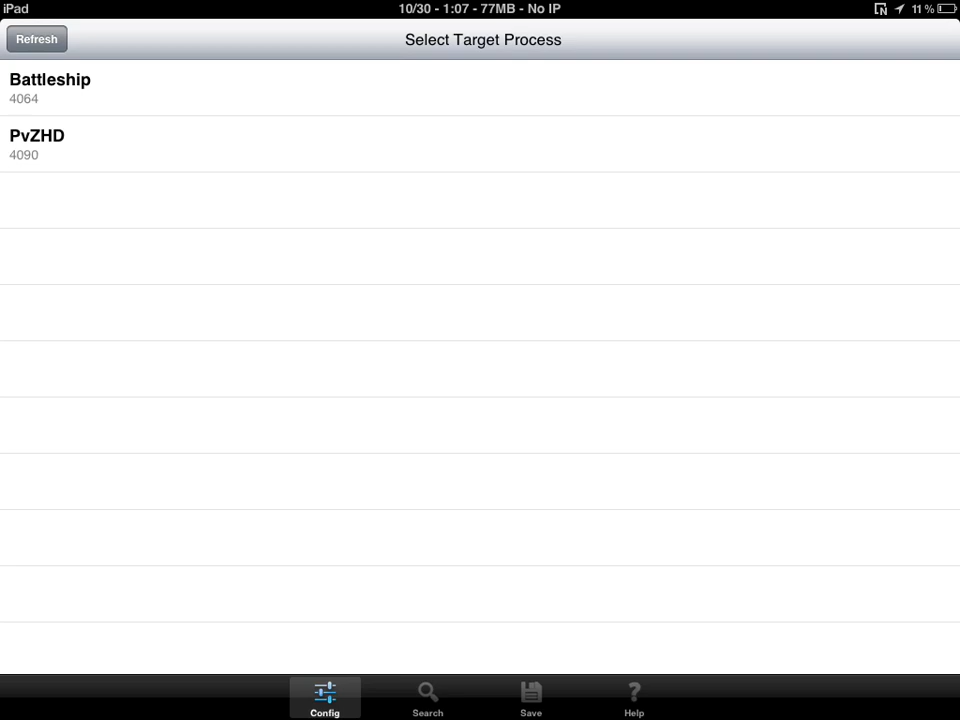 iPad 10/30 - 1:07 - 77MB - No IP 11 %
Refresh Select Target Process
Battleship
4064
PvZHD
4090
Config Search Save Help